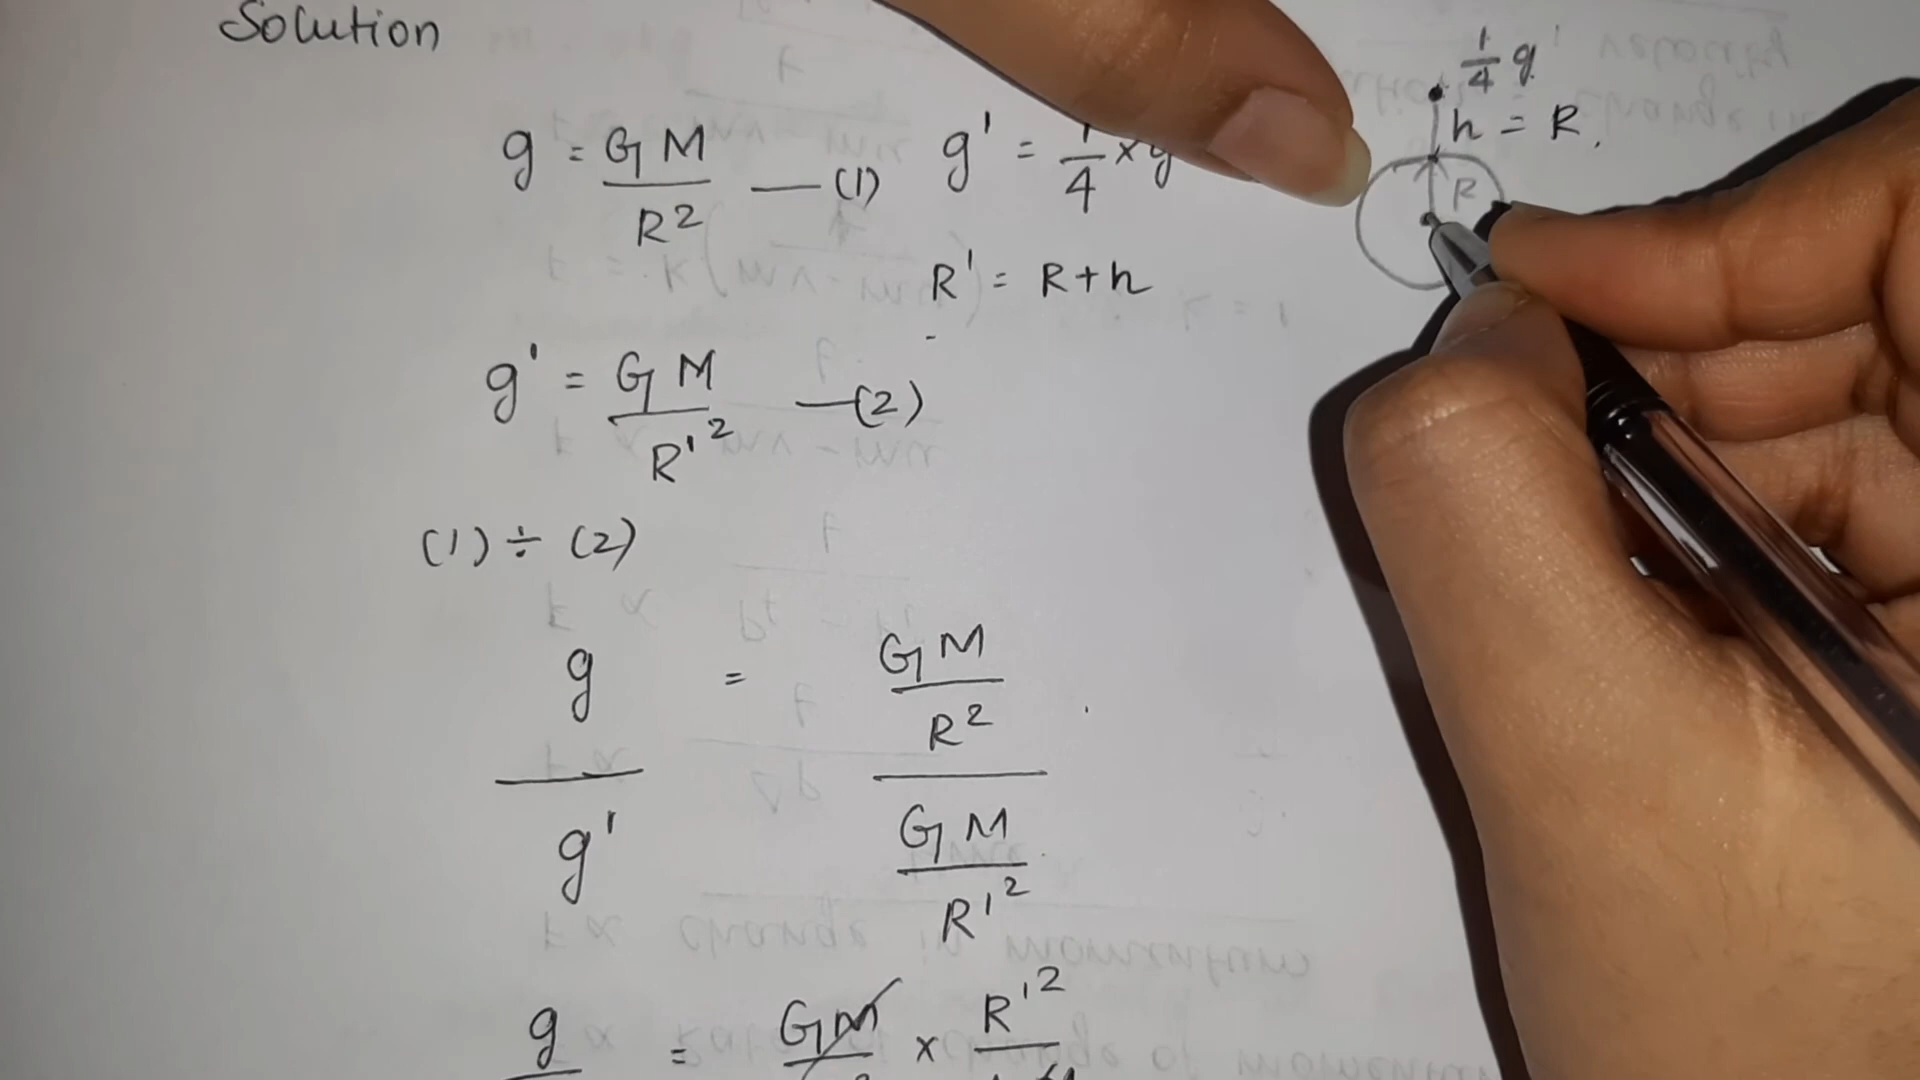 Solution
g = GM/R² —(1)
g' = 1/4 × g
1/4 g
h = R.
R
R' = R+h
g' = GM/R'² —(2)
(1) ÷ (2)
g/g' = (GM/R²)/(GM/R'²)
g = GM × R'²